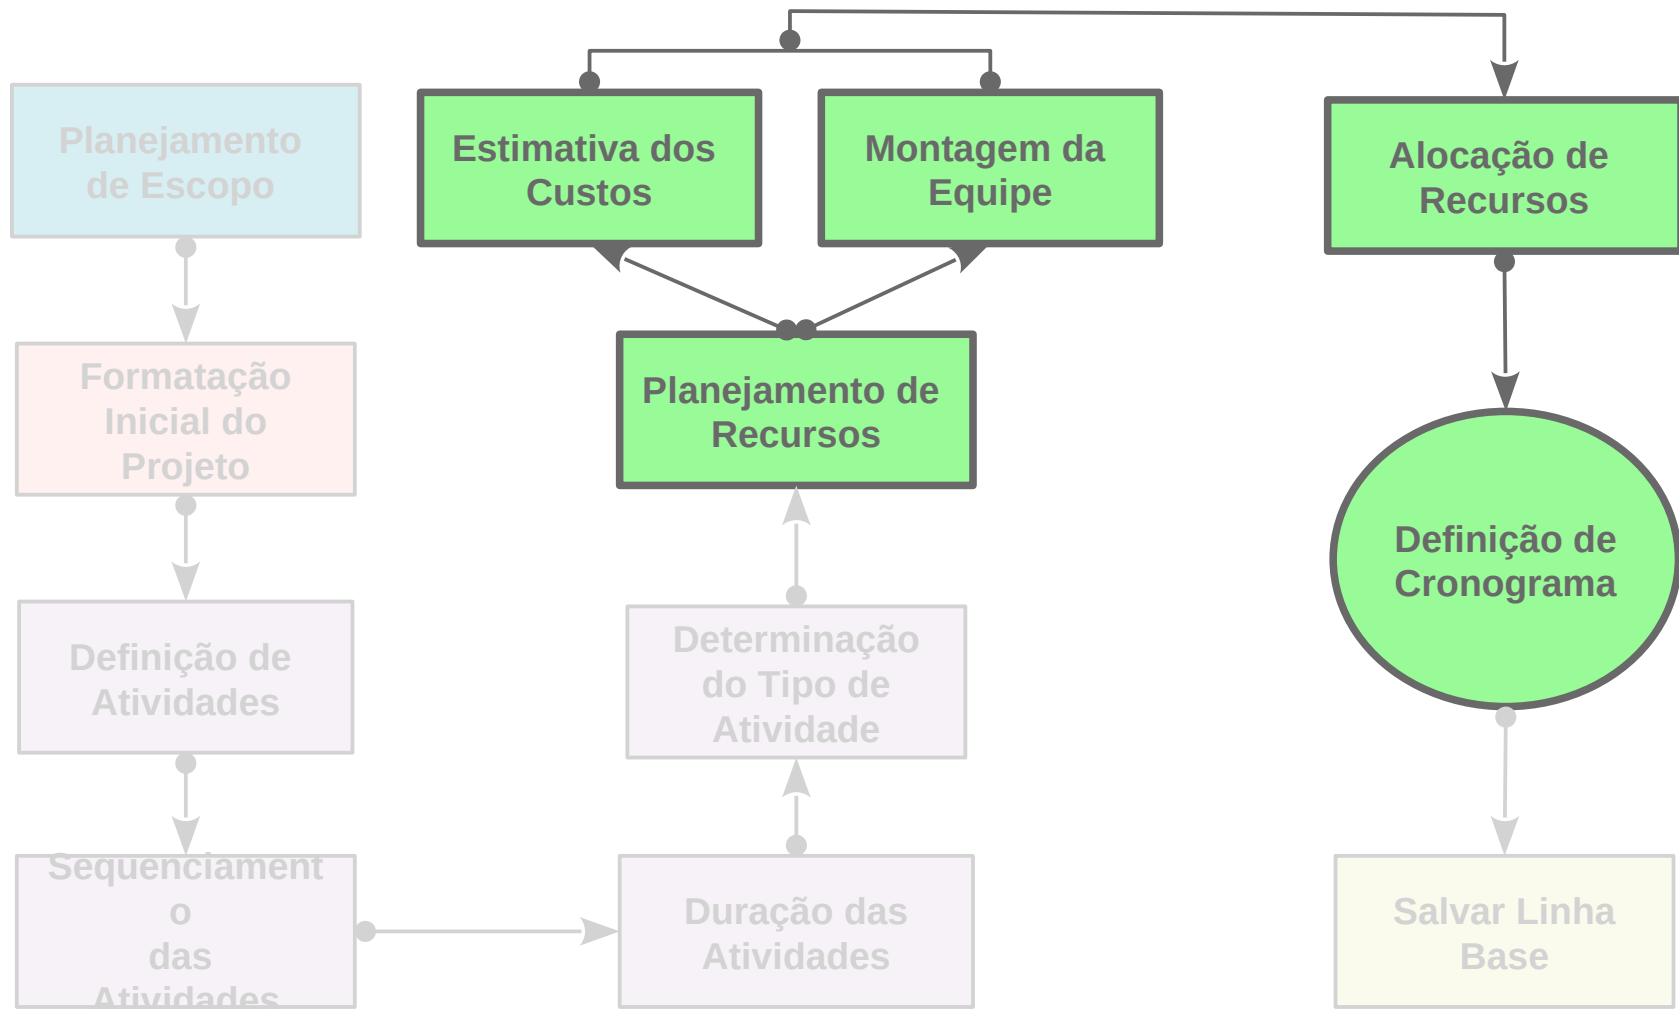 Planejamento
de Escopo
Formatação
Inicial do
Projeto
Definição de
Atividades
Sequenciament
o
das
Atividades
Estimativa dos
Custos
Montagem da
Equipe
Planejamento de
Recursos
Determinação
do Tipo de
Atividade
Duração das
Atividades
Alocação de
Recursos
Definição de
Cronograma
Salvar Linha
Base